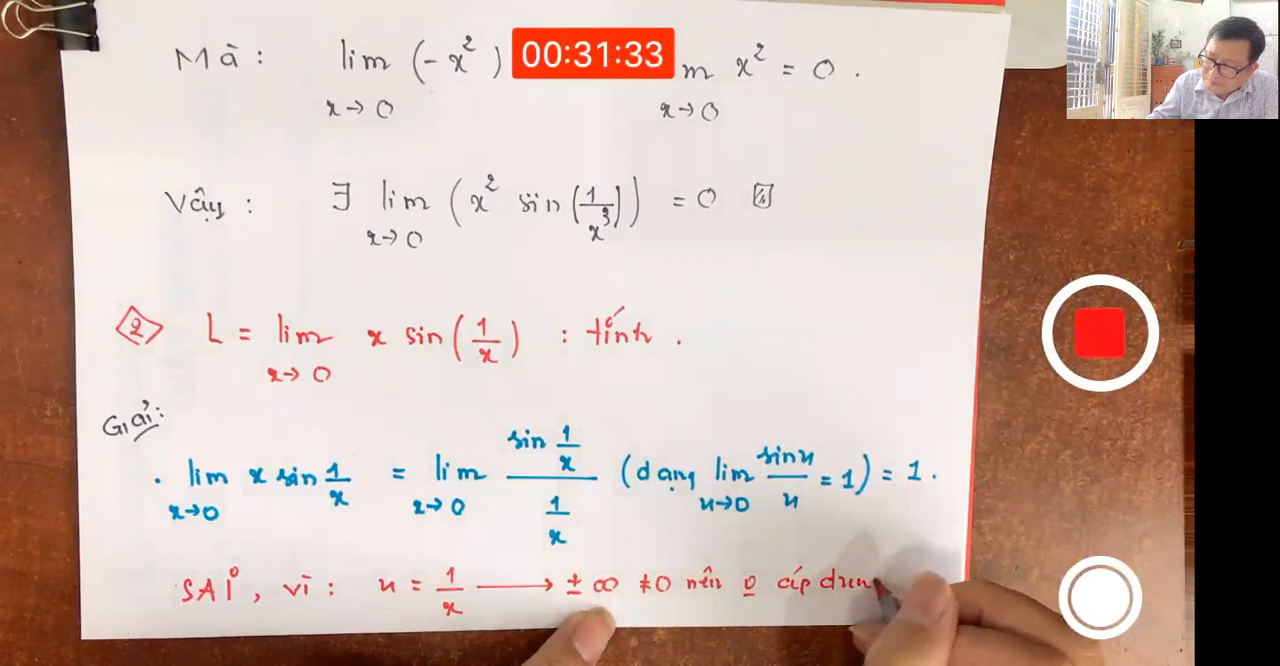 Mà : lim (-x²) 00:31:33 m x² = 0 .
x→0 x→0
Vậy : ∃ lim (x² sin(1/x³)) = 0
x→0
2 L = lim x sin(1/x) : tính .
x→0
Giải:
. lim x sin 1/x = lim (sin 1/x)/(1/x) (dạng lim sin u/u = 1) = 1 .
x→0 x→0 u→0
SAI, vì : u = 1/x → ±∞ ≠0 nên o áp dụn